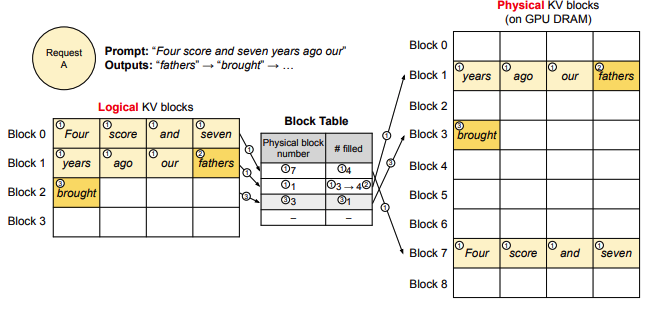 Physical KV blocks
(on GPU DRAM)
Request
A
Prompt: “Four score and seven years ago our”
Outputs: “fathers” → “brought” → …
Logical KV blocks
Block 0 ① Four ① score ① and ① seven
Block 1 ① years ① ago ① our ② fathers
Block 2 ③ brought
Block 3
① ① ③
Block Table
Physical block number # filled
①7 ①4
①1 ①3 → 4②
③3 ③1
– –
① ③ ①
Block 0
Block 1 ① years ① ago ① our ② fathers
Block 2
Block 3 ③ brought
Block 4
Block 5
Block 6
Block 7 ① Four ① score ① and ① seven
Block 8